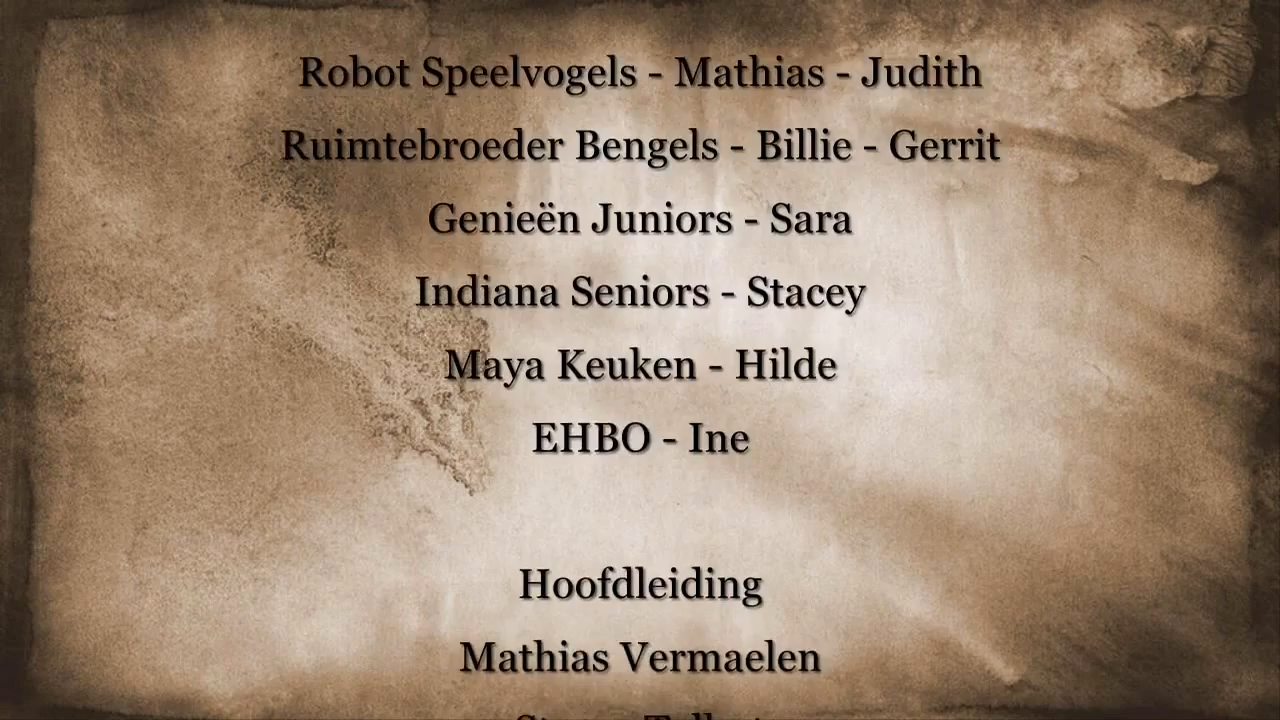 Robot Speelvogels - Mathias - Judith
Ruimtebroeder Bengels - Billie - Gerrit
Genieën Juniors - Sara
Indiana Seniors - Stacey
Maya Keuken - Hilde
EHBO - Ine
Hoofdleiding
Mathias Vermaelen